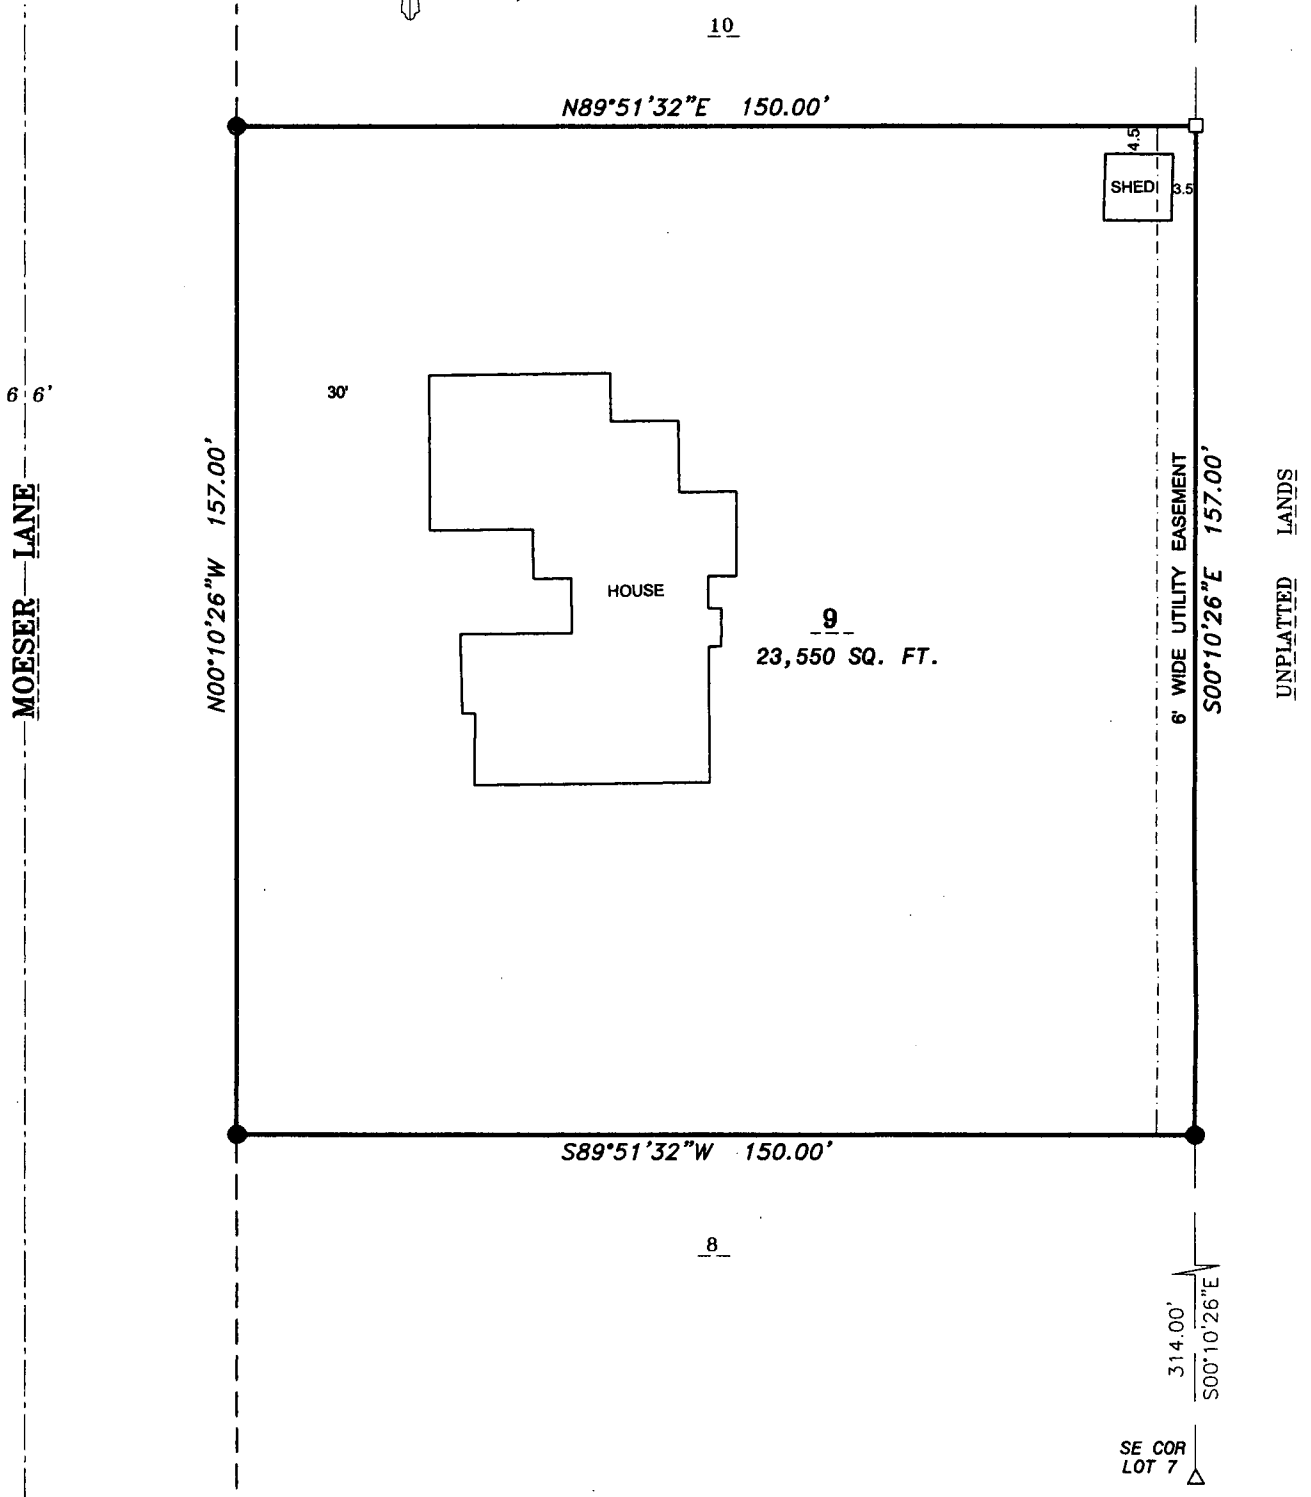 10
N89°51'32"E 150.00'
4.5
SHED
3.5
66'
30'
MOESER LANE
N00°10'26"W 157.00'
HOUSE
9
23,550 SQ. FT.
6' WIDE UTILITY EASEMENT
S00°10'26"E 157.00'
UNPLATTED LANDS
S89°51'32"W 150.00'
8
314.00'
S00°10'26"E
SE COR
LOT 7